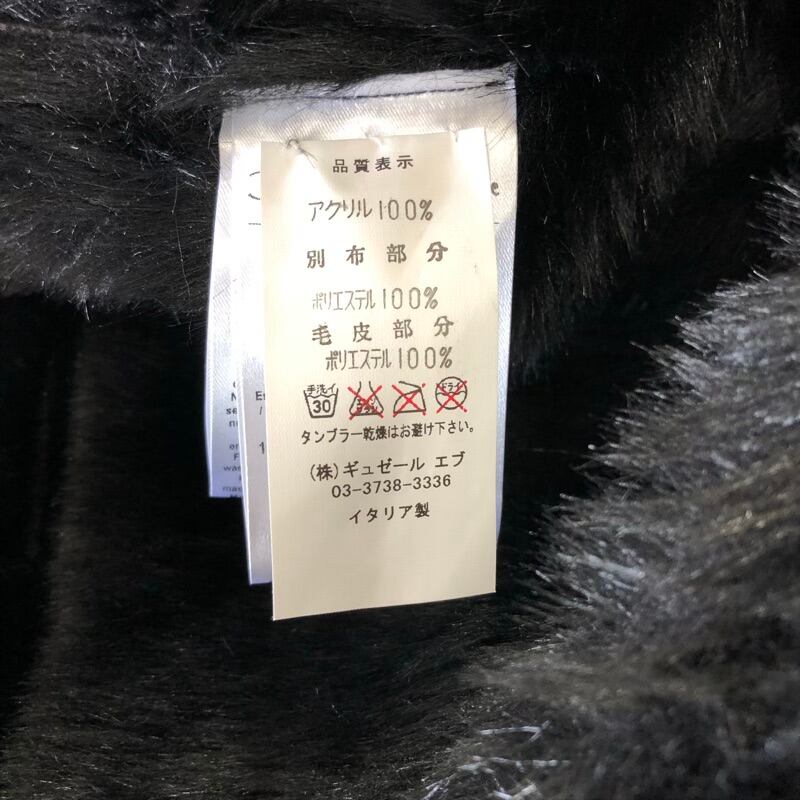 品質表示
アクリル100%
別布部分
ポリエステル100%
毛皮部分
ポリエステル100%
手洗イ
30
ドライ
タンブラー乾燥はお避け下さい。
(株)ギュゼール エブ
03-3738-3336
イタリア製